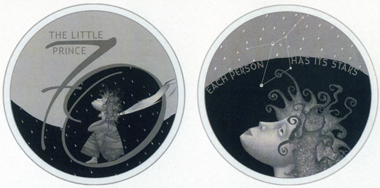 THE LITTLE
PRINCE
70
EACH PERSON HAS ITS STARS